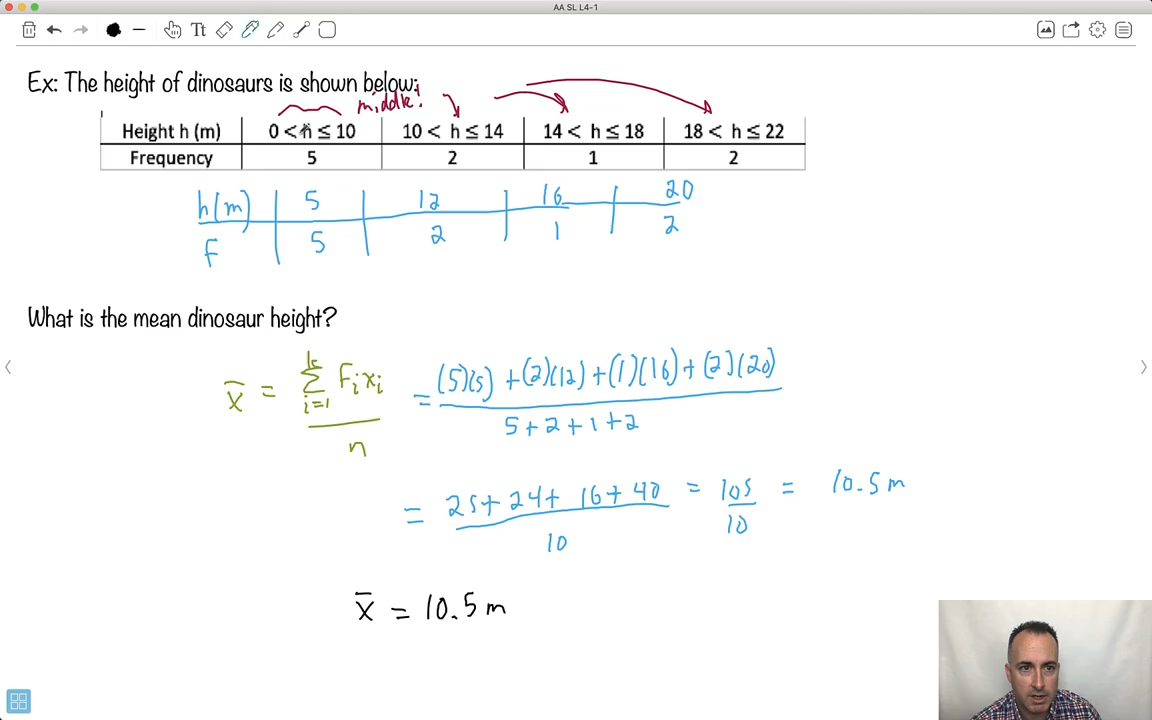 AA SL L4-1
Tt
Ex: The height of dinosaurs is shown below:
middle!
Height h (m) 0 < h ≤ 10 10 < h ≤ 14 14 < h ≤ 18 18 < h ≤ 22
Frequency 5 2 1 2
h(m) 5 12 16 20
F 5 2 1 2
What is the mean dinosaur height?
x̄ = k Σ i=1 Fᵢxᵢ / n = (5)(5) + (2)(12) + (1)(16) + (2)(20) / 5 + 2 + 1 + 2
= 25 + 24 + 16 + 40 / 10 = 105 / 10 = 10.5 m
x̄ = 10.5 m